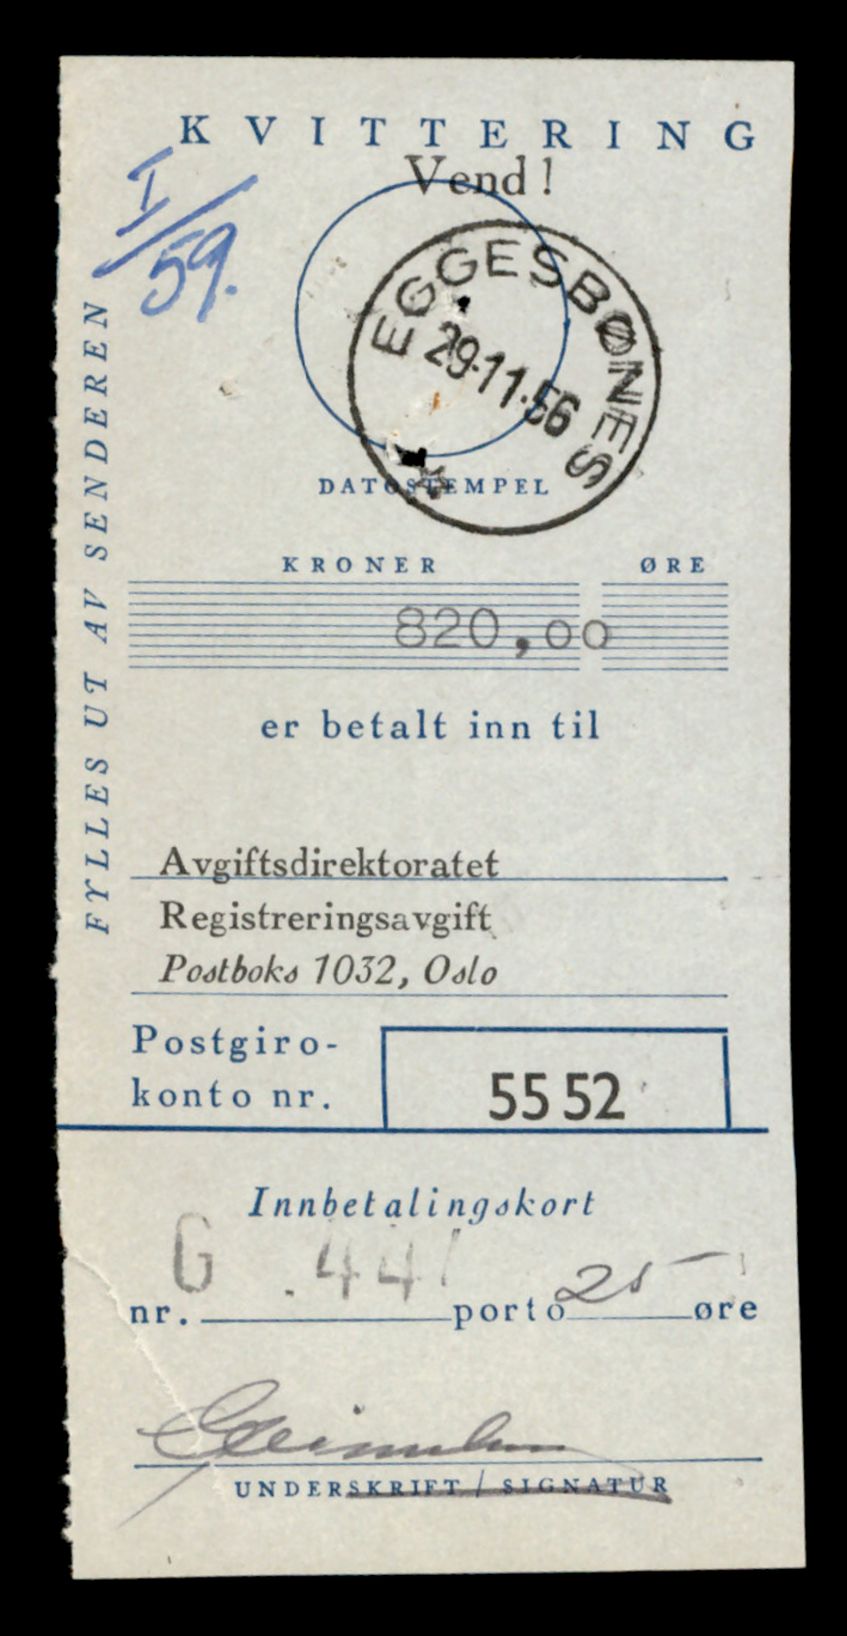 KVITTERING
Vend!
I/59.
EGGESBØNES
29.11.56
DATOSTEMPEL
FYLLES UT AV SENDEREN
KRONER ØRE
820,00
er betalt inn til
Avgiftsdirektoratet
Registreringsavgift
Postboks 1032, Oslo
Postgiro-
konto nr. 5552
Innbetalingskort
G .441
nr. porto 25 øre
UNDERSKRIFT / SIGNATUR